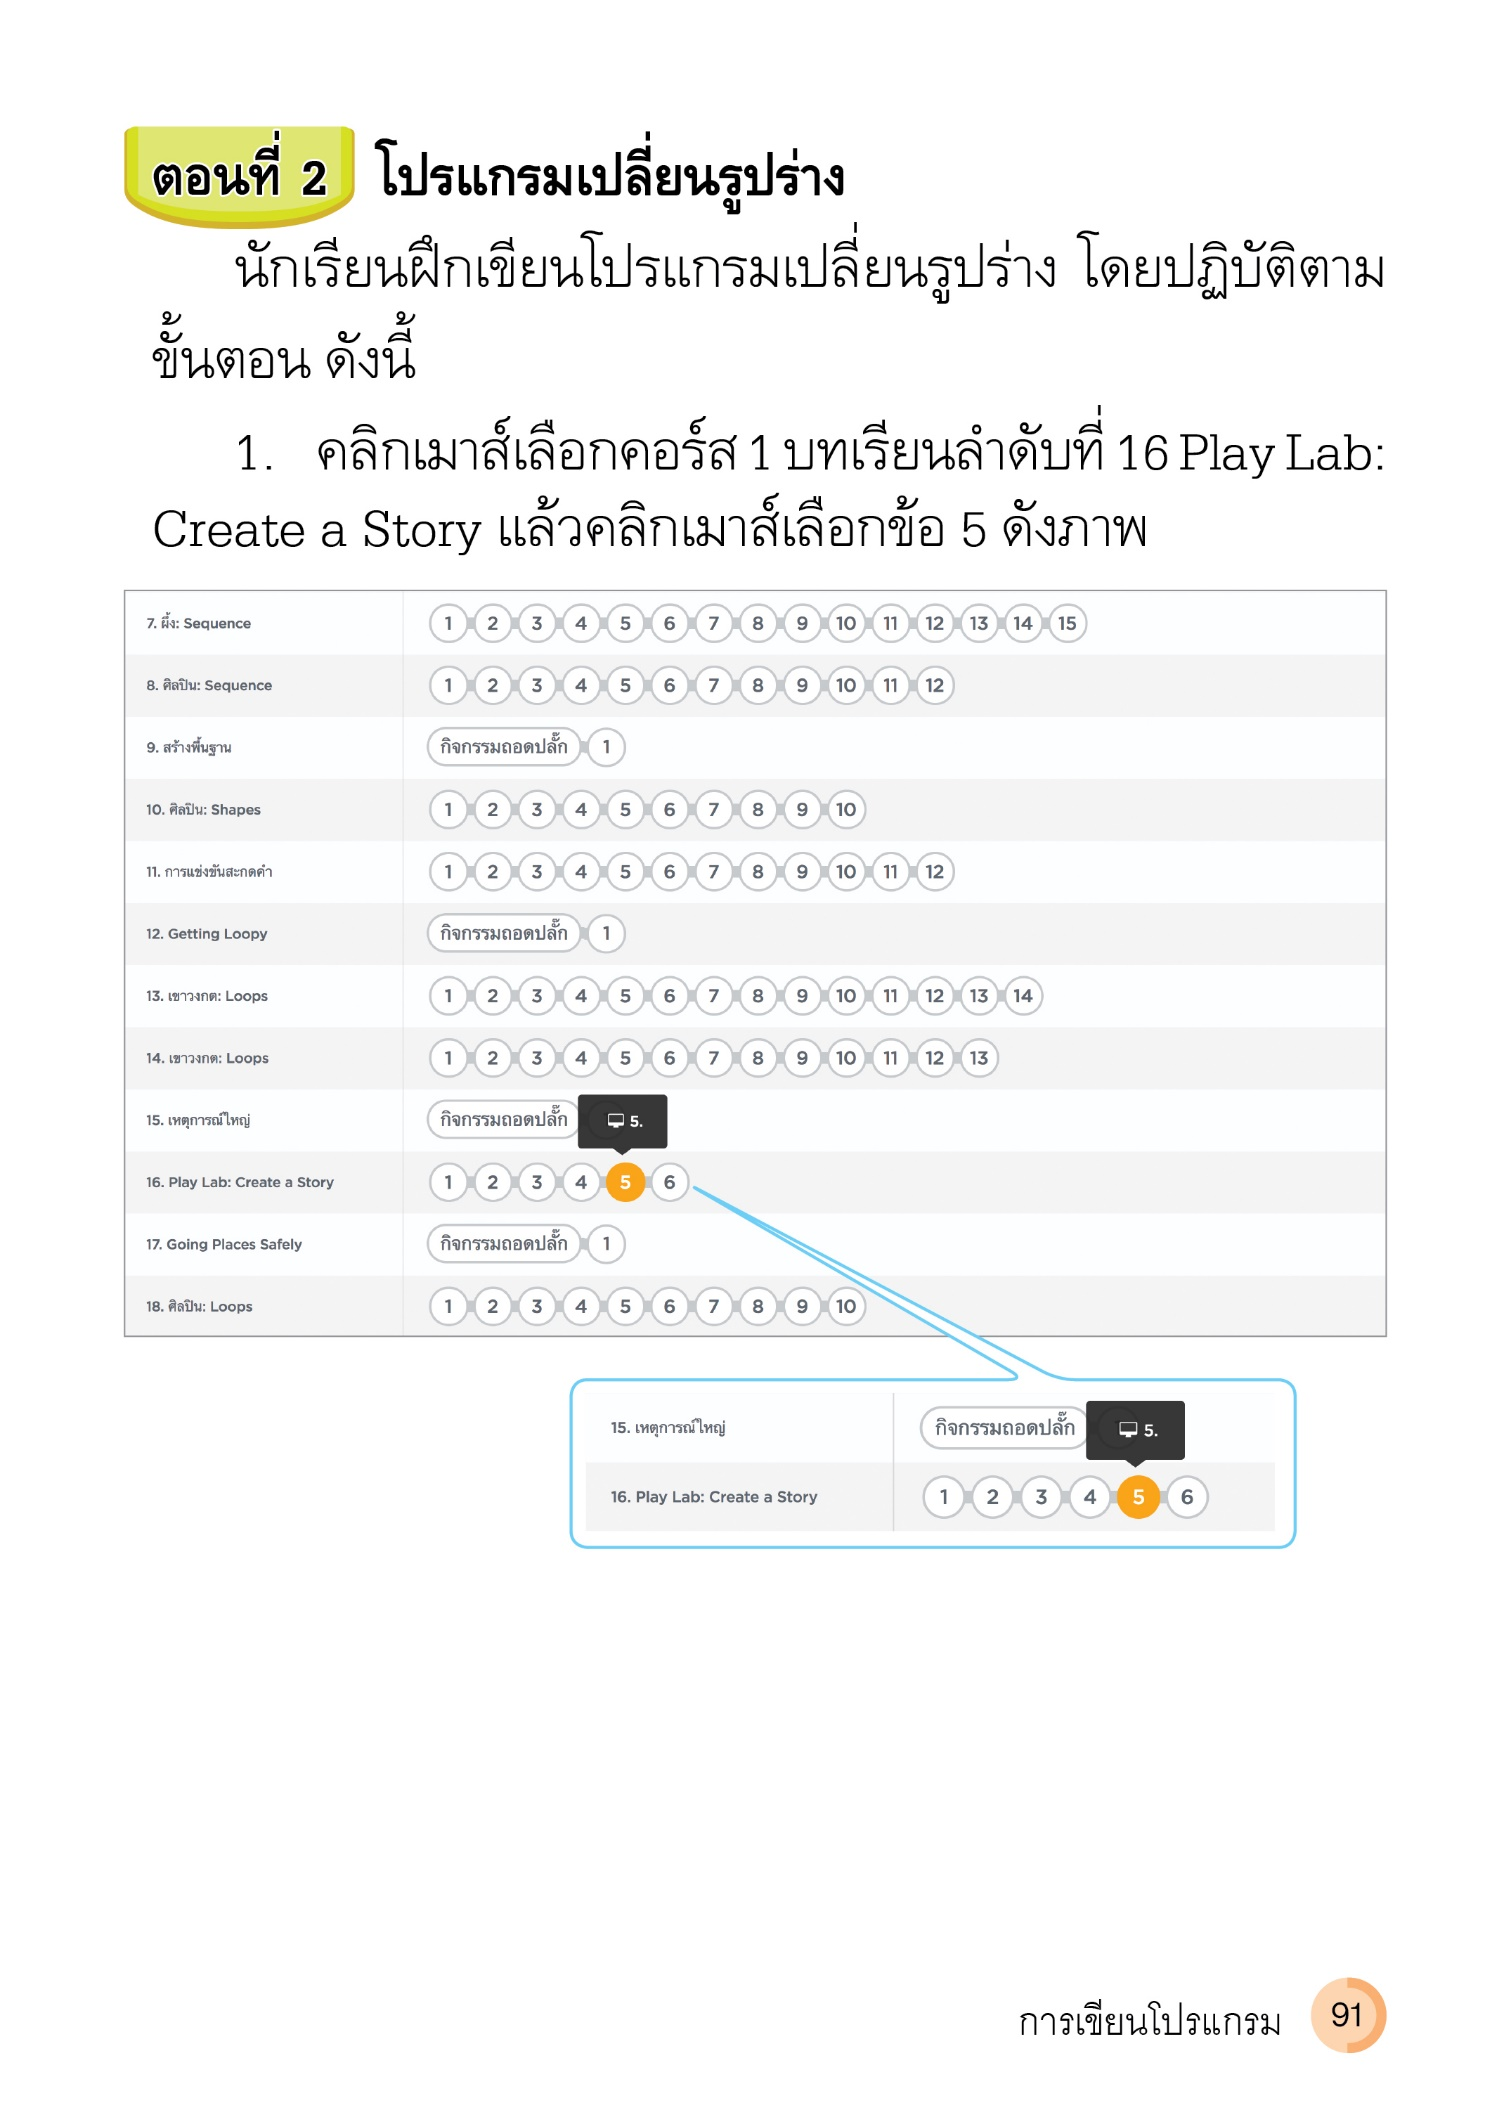 ตอนที่ 2 โปรแกรมเปลี่ยนรูปร่าง
นักเรียนฝึกเขียนโปรแกรมเปลี่ยนรูปร่าง โดยปฏิบัติตาม
ขั้นตอน ดังนี้
1. คลิกเมาส์เลือกคอร์ส 1 บทเรียนลำดับที่ 16 Play Lab:
Create a Story แล้วคลิกเมาส์เลือกข้อ 5 ดังภาพ
7. ผึ้ง: Sequence 1 2 3 4 5 6 7 8 9 10 11 12 13 14 15
8. ศิลปิน: Sequence 1 2 3 4 5 6 7 8 9 10 11 12
9. สร้างพื้นฐาน กิจกรรมถอดปลั๊ก 1
10. ศิลปิน: Shapes 1 2 3 4 5 6 7 8 9 10
11. การแข่งขันสะกดคำ 1 2 3 4 5 6 7 8 9 10 11 12
12. Getting Loopy กิจกรรมถอดปลั๊ก 1
13. เขาวงกต: Loops 1 2 3 4 5 6 7 8 9 10 11 12 13 14
14. เขาวงกต: Loops 1 2 3 4 5 6 7 8 9 10 11 12 13
15. เหตุการณ์ใหญ่ กิจกรรมถอดปลั๊ก 5.
16. Play Lab: Create a Story 1 2 3 4 5 6
17. Going Places Safely กิจกรรมถอดปลั๊ก 1
18. ศิลปิน: Loops 1 2 3 4 5 6 7 8 9 10
15. เหตุการณ์ใหญ่ กิจกรรมถอดปลั๊ก 5.
16. Play Lab: Create a Story 1 2 3 4 5 6
การเขียนโปรแกรม 91